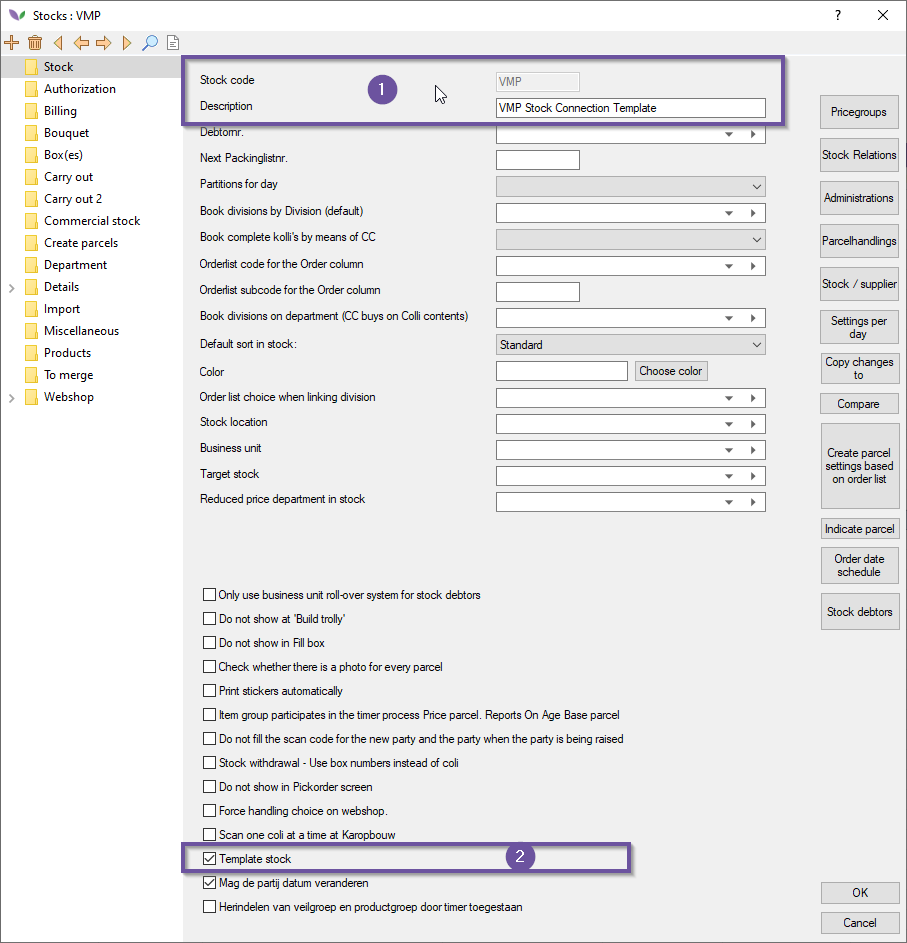 Stocks : VMP
?
Stock
Authorization
Billing
Bouquet
Box(es)
Carry out
Carry out 2
Commercial stock
Create parcels
Department
Details
Import
Miscellaneous
Products
To merge
Webshop
Stock code
1
VMP
Description
VMP Stock Connection Template
Debtornr.
Next Packinglistnr.
Partitions for day
Book divisions by Division (default)
Book complete kolli's by means of CC
Orderlist code for the Order column
Orderlist subcode for the Order column
Book divisions on department (CC buys on Colli contents)
Default sort in stock:
Standard
Color
Choose color
Order list choice when linking division
Stock location
Business unit
Target stock
Reduced price department in stock
Only use business unit roll-over system for stock debtors
Do not show at 'Build trolly'
Do not show in Fill box
Check whether there is a photo for every parcel
Print stickers automatically
Item group participates in the timer process Price parcel. Reports On Age Base parcel
Do not fill the scan code for the new party and the party when the party is being raised
Stock withdrawal - Use box numbers instead of coli
Do not show in Pickorder screen
Force handling choice on webshop.
Scan one coli at a time at Karopbouw
Template stock
2
Mag de partij datum veranderen
Herindelen van veilgroep en productgroep door timer toegestaan
Pricegroups
Stock Relations
Administrations
Parcelhandlings
Stock / supplier
Settings per
day
Copy changes
to
Compare
Create parcel
settings based
on order list
Indicate parcel
Order date
schedule
Stock debtors
OK
Cancel